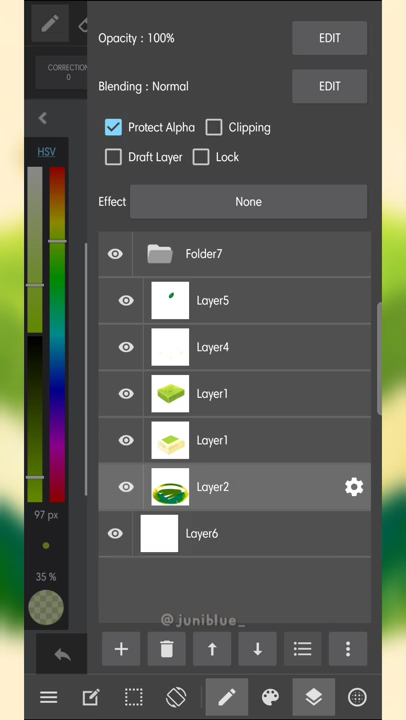 Opacity : 100%
EDIT
CORRECTION
0
Blending : Normal
EDIT
Protect Alpha
Clipping
HSV
Draft Layer
Lock
Effect
None
Folder7
Layer5
Layer4
Layer1
Layer1
Layer2
97 px
Layer6
35 %
@juniblue_